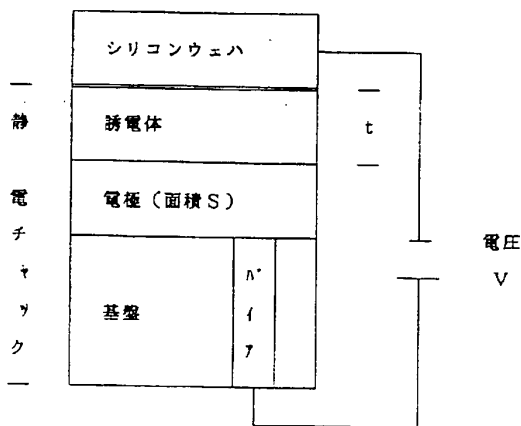 シリコンウェハ
誘電体
t
電極（面積S）
基盤
バイア
静電チャック
電圧
V